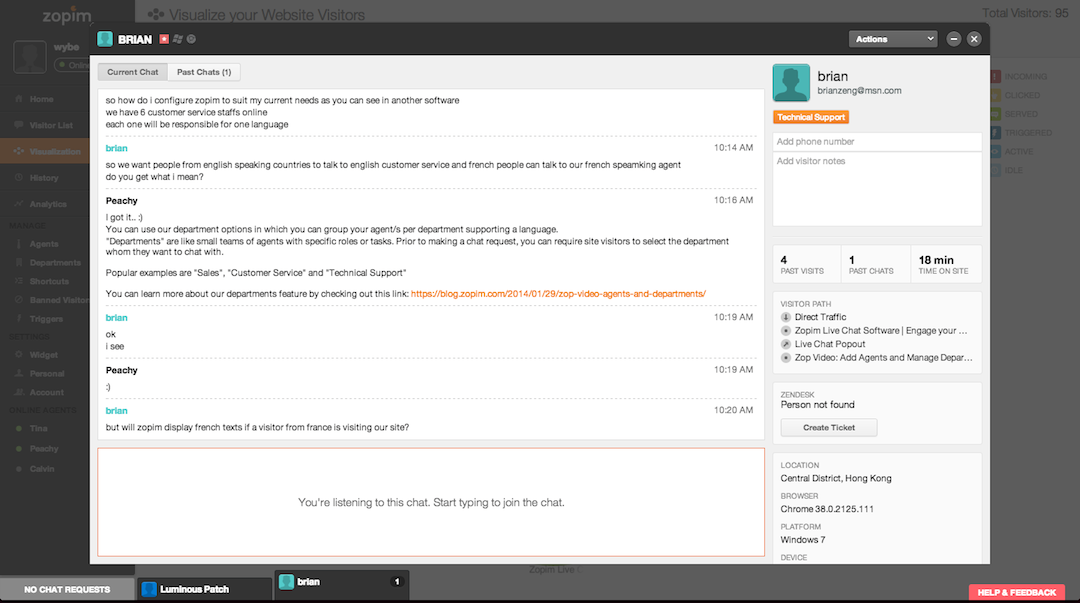 zopim
Visualize your Website Visitors
Total Visitors: 95
wybe
Online
Home
Visitor List
Visualization
History
Analytics
MANAGE
Agents
Departments
Shortcuts
Banned Visitors
Triggers
SETTINGS
Widget
Personal
Account
ONLINE AGENTS
Tina
Peachy
Calvin
BRIAN
Actions
Current Chat
Past Chats (1)
so how do i configure zopim to suit my current needs as you can see in another software
we have 6 customer service staffs online
each one will be responsible for one language
brian 10:14 AM
so we want people from english speaking countries to talk to english customer service and french people can talk to our french speamking agent
do you get what i mean?
Peachy 10:16 AM
I got it.. :)
You can use our department options in which you can group your agent/s per department supporting a language.
"Departments" are like small teams of agents with specific roles or tasks. Prior to making a chat request, you can require site visitors to select the department
whom they want to chat with.
Popular examples are "Sales", "Customer Service" and "Technical Support"
You can learn more about our departments feature by checking out this link: https://blog.zopim.com/2014/01/29/zop-video-agents-and-departments/
brian 10:19 AM
ok
i see
Peachy 10:19 AM
:)
brian 10:20 AM
but will zopim display french texts if a visitor from france is visiting our site?
You're listening to this chat. Start typing to join the chat.
brian
brianzeng@msn.com
Technical Support
Add phone number
Add visitor notes
4 1 18 min
PAST VISITS PAST CHATS TIME ON SITE
VISITOR PATH
Direct Traffic
Zopim Live Chat Software | Engage your ...
Live Chat Popout
Zop Video: Add Agents and Manage Depar...
ZENDESK
Person not found
Create Ticket
LOCATION
Central District, Hong Kong
BROWSER
Chrome 38.0.2125.111
PLATFORM
Windows 7
DEVICE
INCOMING
CLICKED
SERVED
TRIGGERED
ACTIVE
IDLE
Zopim Live C
NO CHAT REQUESTS
Luminous Patch
brian 1
HELP & FEEDBACK